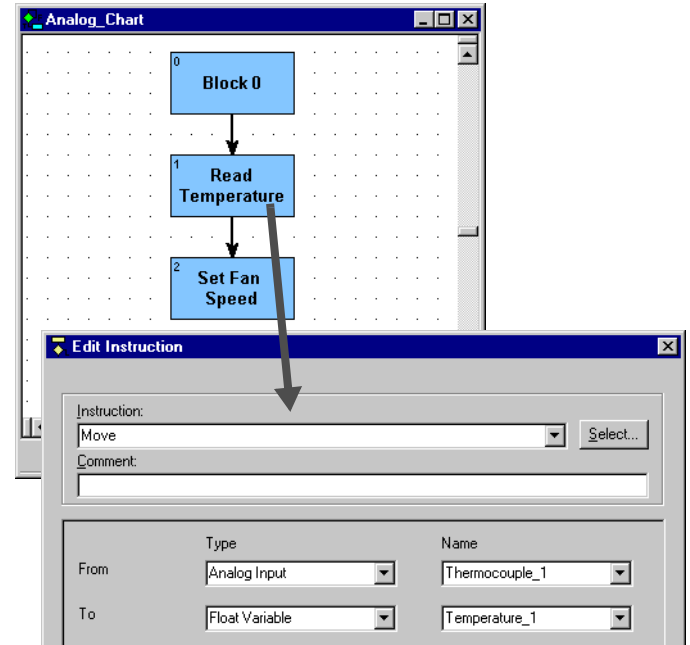 Analog_Chart
0
Block 0
1
Read
Temperature
2
Set Fan
Speed
Edit Instruction
Instruction:
Move
Select...
Comment:
Type
Name
From
Analog Input
Thermocouple_1
To
Float Variable
Temperature_1